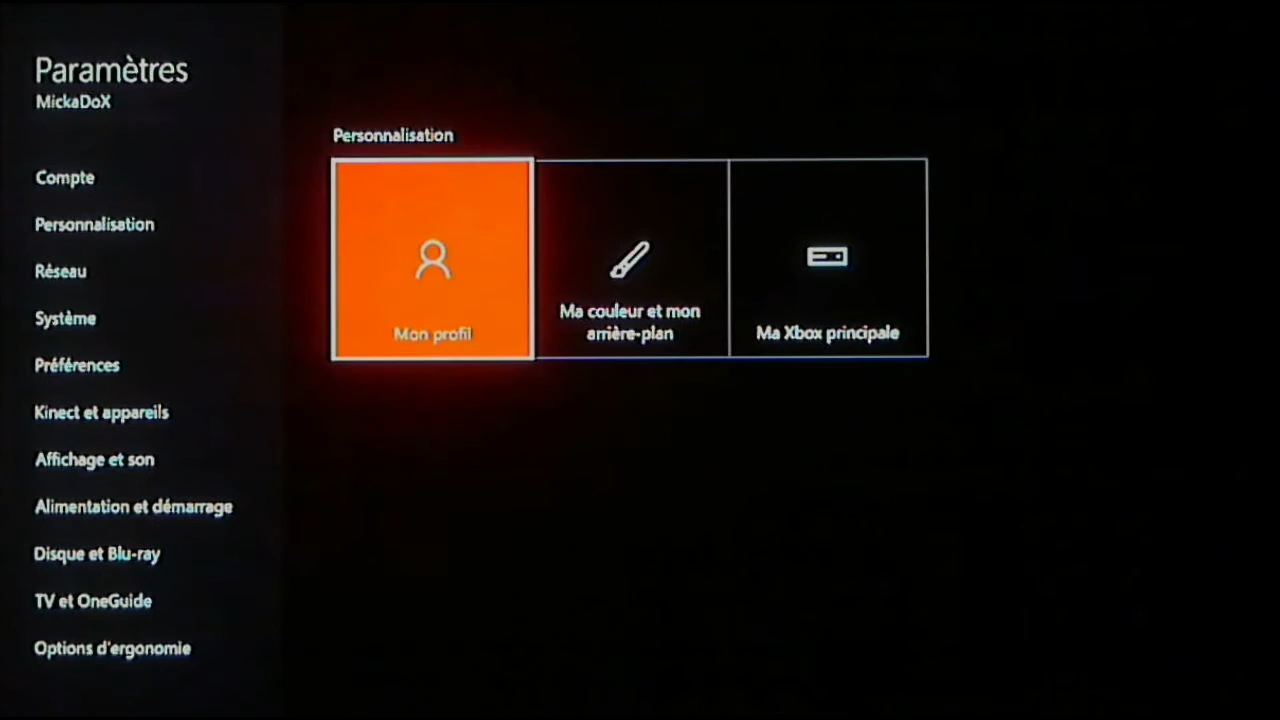 Paramètres
MickaDoX
Compte
Personnalisation
Réseau
Système
Préférences
Kinect et appareils
Affichage et son
Alimentation et démarrage
Disque et Blu-ray
TV et OneGuide
Options d'ergonomie
Personnalisation
Mon profil
Ma couleur et mon
arrière-plan
Ma Xbox principale